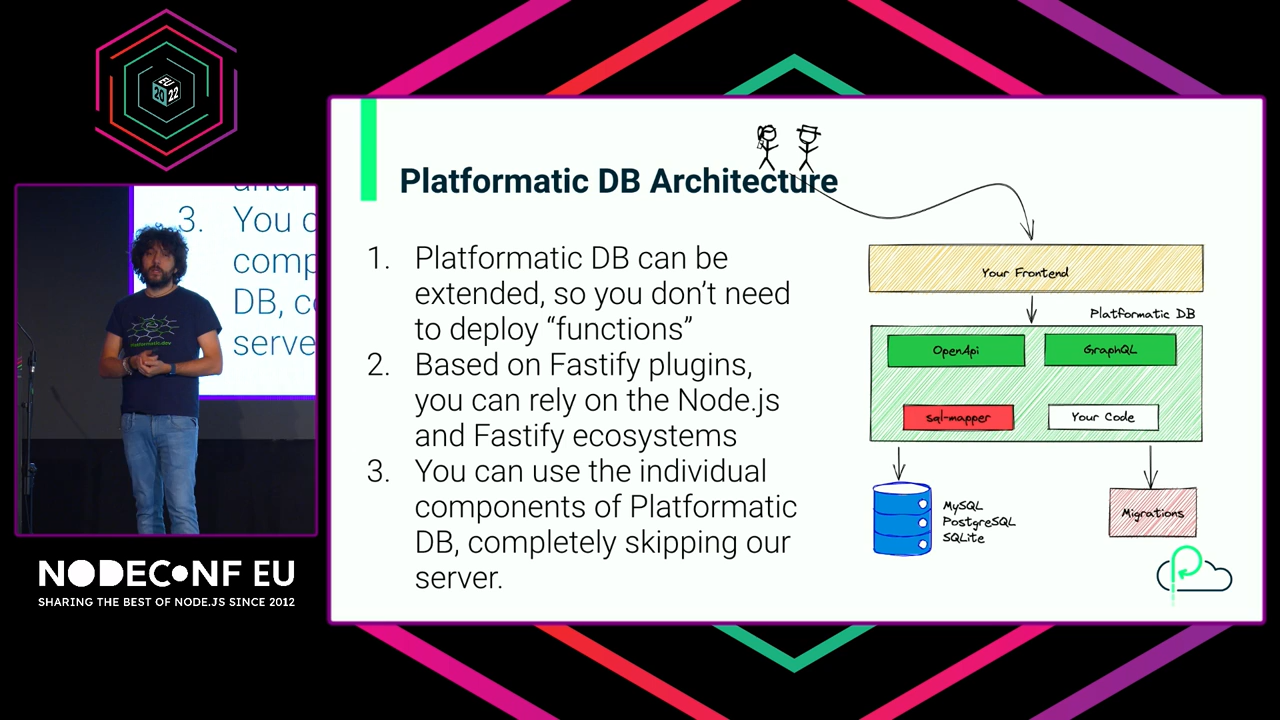 EU
20 22
and
3. You c
comp
DB, c
serve
platformatic.dev
NODECONF EU
SHARING THE BEST OF NODE.JS SINCE 2012
Platformatic DB Architecture
1. Platformatic DB can be
extended, so you don’t need
to deploy “functions”
2. Based on Fastify plugins,
you can rely on the Node.js
and Fastify ecosystems
3. You can use the individual
components of Platformatic
DB, completely skipping our
server.
Your Frontend
Platformatic DB
OpenApi
GraphQL
sql-mapper
Your Code
MySQL
PostgreSQL
SQLite
Migrations